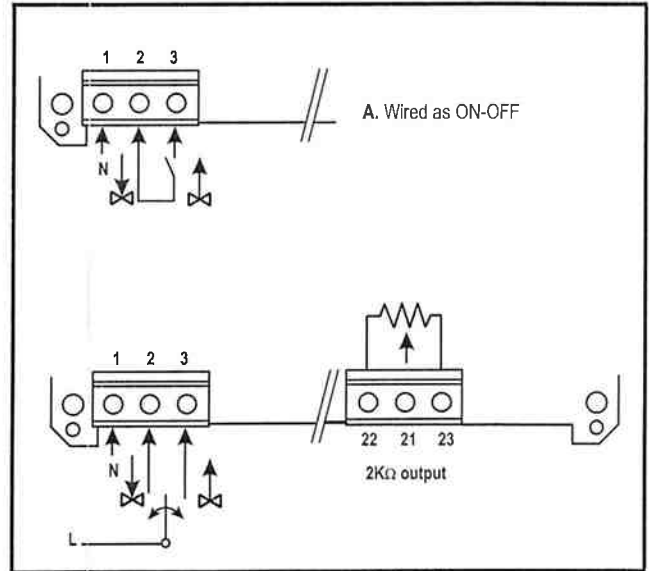 1 2 3
A. Wired as ON-OFF
N
1 2 3
22 21 23
N
2KΩ output
L